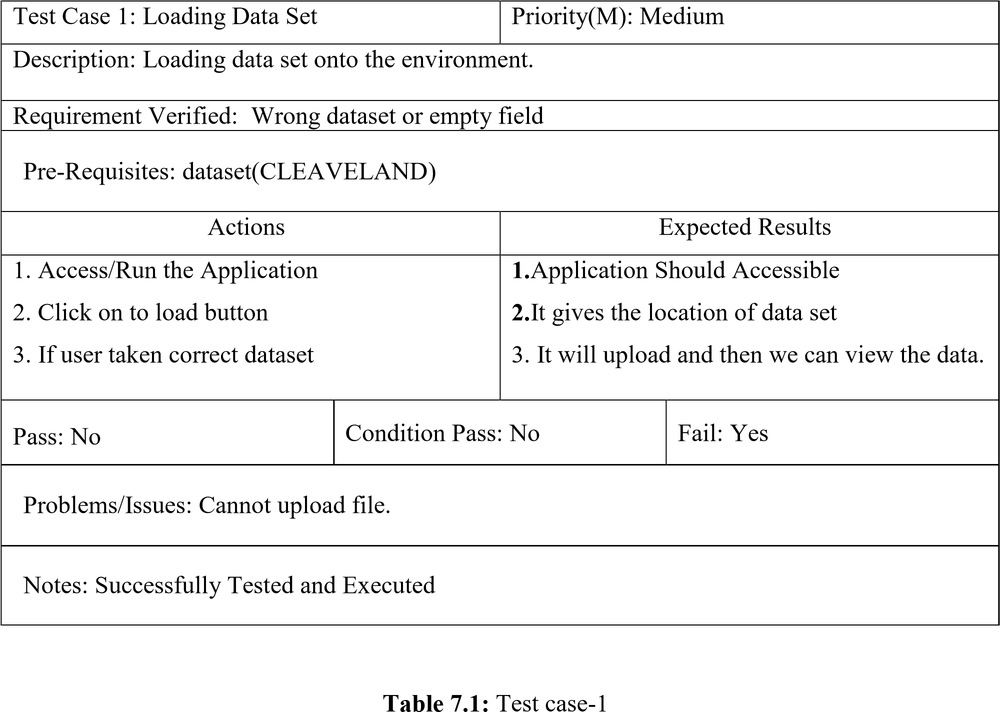 Test Case 1: Loading Data Set
Priority(M): Medium
Description: Loading data set onto the environment.
Requirement Verified:  Wrong dataset or empty field
Pre-Requisites: dataset(CLEAVELAND)
Actions
Expected Results
1. Access/Run the Application
2. Click on to load button
3. If user taken correct dataset
1.Application Should Accessible
2.It gives the location of data set
3. It will upload and then we can view the data.
Pass: No
Condition Pass: No
Fail: Yes
Problems/Issues: Cannot upload file.
Notes: Successfully Tested and Executed
Table 7.1: Test case-1